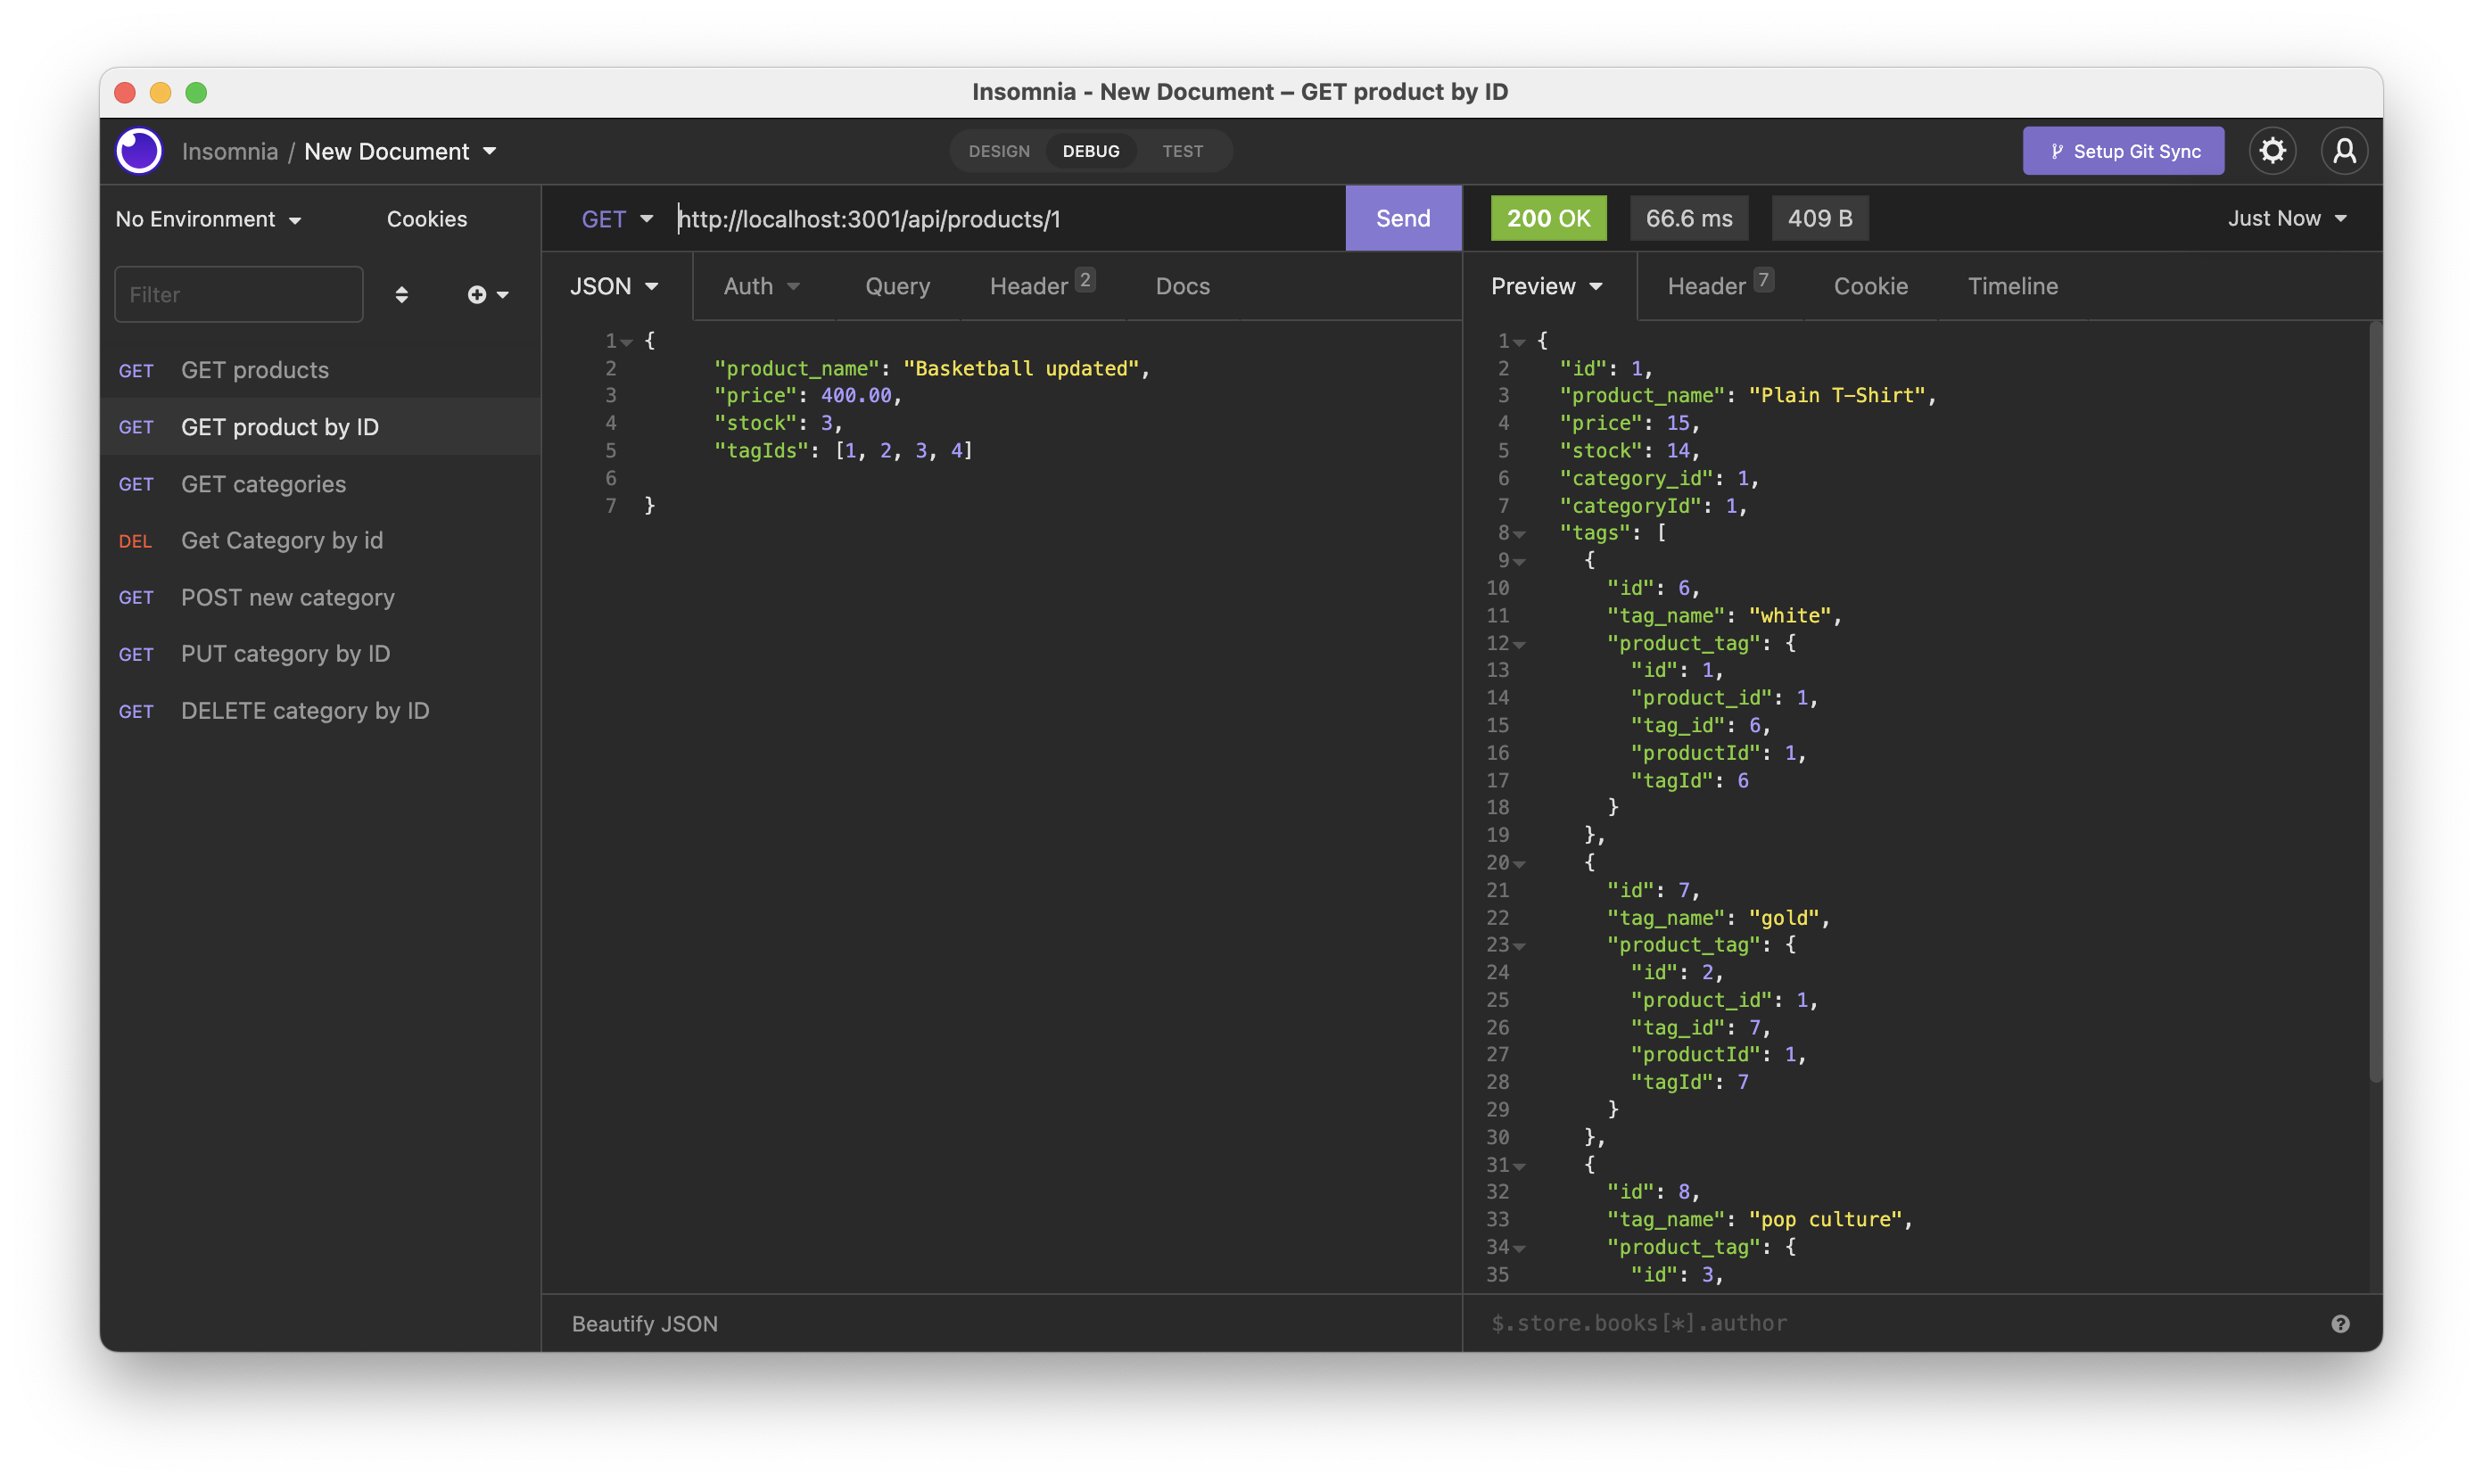 Insomnia - New Document – GET product by ID
Insomnia / New Document
DESIGN DEBUG TEST
Setup Git Sync
No Environment Cookies
Filter
GET GET products
GET GET product by ID
GET GET categories
DEL Get Category by id
GET POST new category
GET PUT category by ID
GET DELETE category by ID
GET http://localhost:3001/api/products/1 Send
JSON Auth Query Header 2 Docs
1 {
2 "product_name": "Basketball updated",
3 "price": 400.00,
4 "stock": 3,
5 "tagIds": [1, 2, 3, 4]
6
7 }
Beautify JSON
200 OK 66.6 ms 409 B Just Now
Preview Header 7 Cookie Timeline
1 {
2 "id": 1,
3 "product_name": "Plain T-Shirt",
4 "price": 15,
5 "stock": 14,
6 "category_id": 1,
7 "categoryId": 1,
8 "tags": [
9 {
10 "id": 6,
11 "tag_name": "white",
12 "product_tag": {
13 "id": 1,
14 "product_id": 1,
15 "tag_id": 6,
16 "productId": 1,
17 "tagId": 6
18 }
19 },
20 {
21 "id": 7,
22 "tag_name": "gold",
23 "product_tag": {
24 "id": 2,
25 "product_id": 1,
26 "tag_id": 7,
27 "productId": 1,
28 "tagId": 7
29 }
30 },
31 {
32 "id": 8,
33 "tag_name": "pop culture",
34 "product_tag": {
35 "id": 3,
$.store.books[*].author